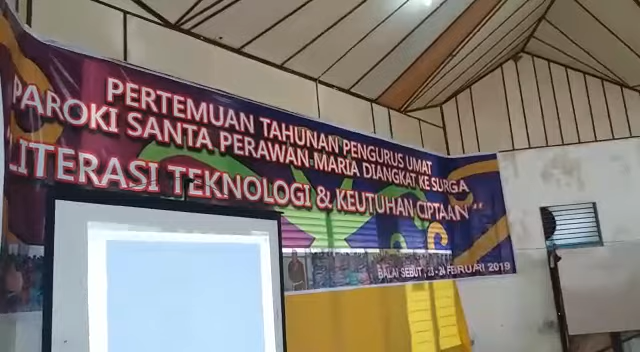 PERTEMUAN TAHUNAN PENGURUS UMAT
PAROKI SANTA PERAWAN MARIA DIANGKAT KE SURGA
"LITERASI TEKNOLOGI & KEUTUHAN CIPTAAN"
BALAI SEBUT, 21 - 24 FEBRUARI 2019